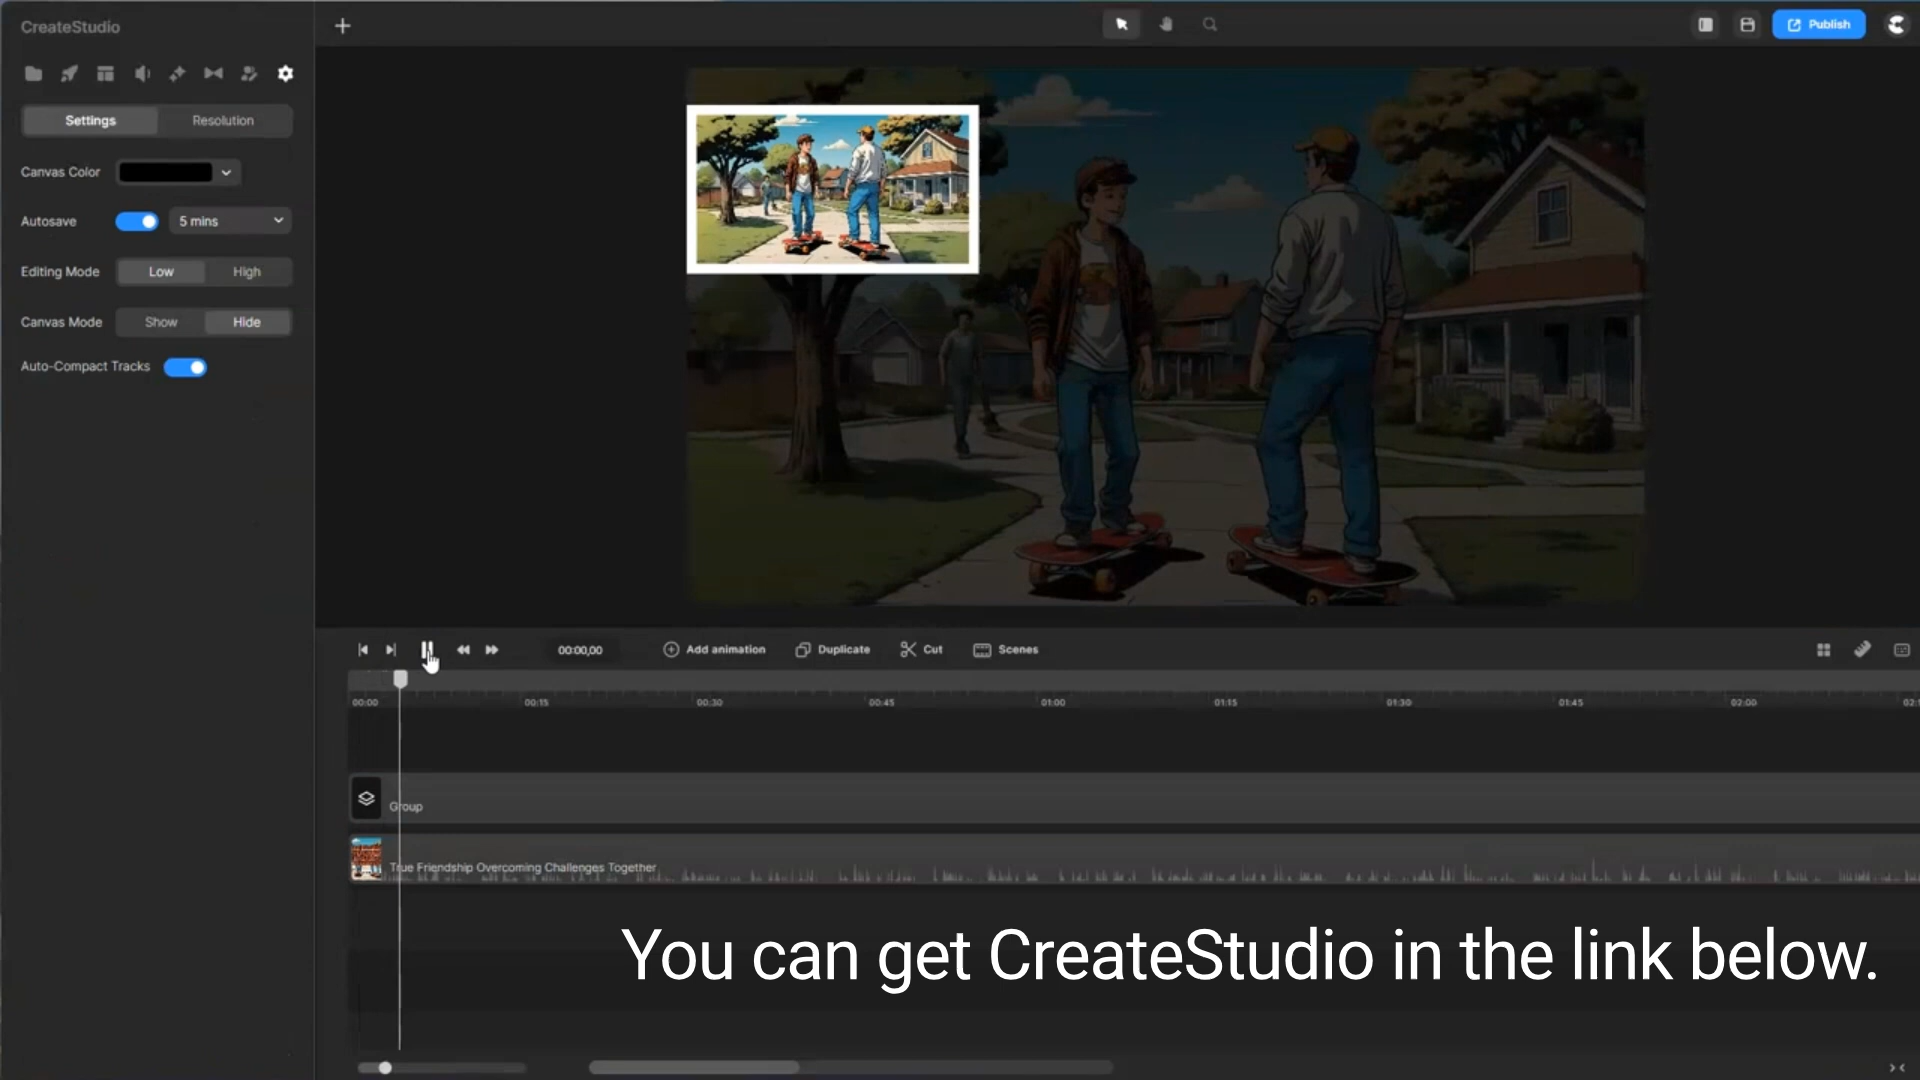 CreateStudio
Publish
Settings
Resolution
Canvas Color
Autosave
5 mins
Editing Mode
Low
High
Canvas Mode
Show
Hide
Auto-Compact Tracks
00:00,00
Add animation
Duplicate
Cut
Scenes
00:00
00:15
00:30
00:45
01:00
01:15
01:30
01:45
02:00
Group
True Friendship Overcoming Challenges Together
You can get CreateStudio in the link below.